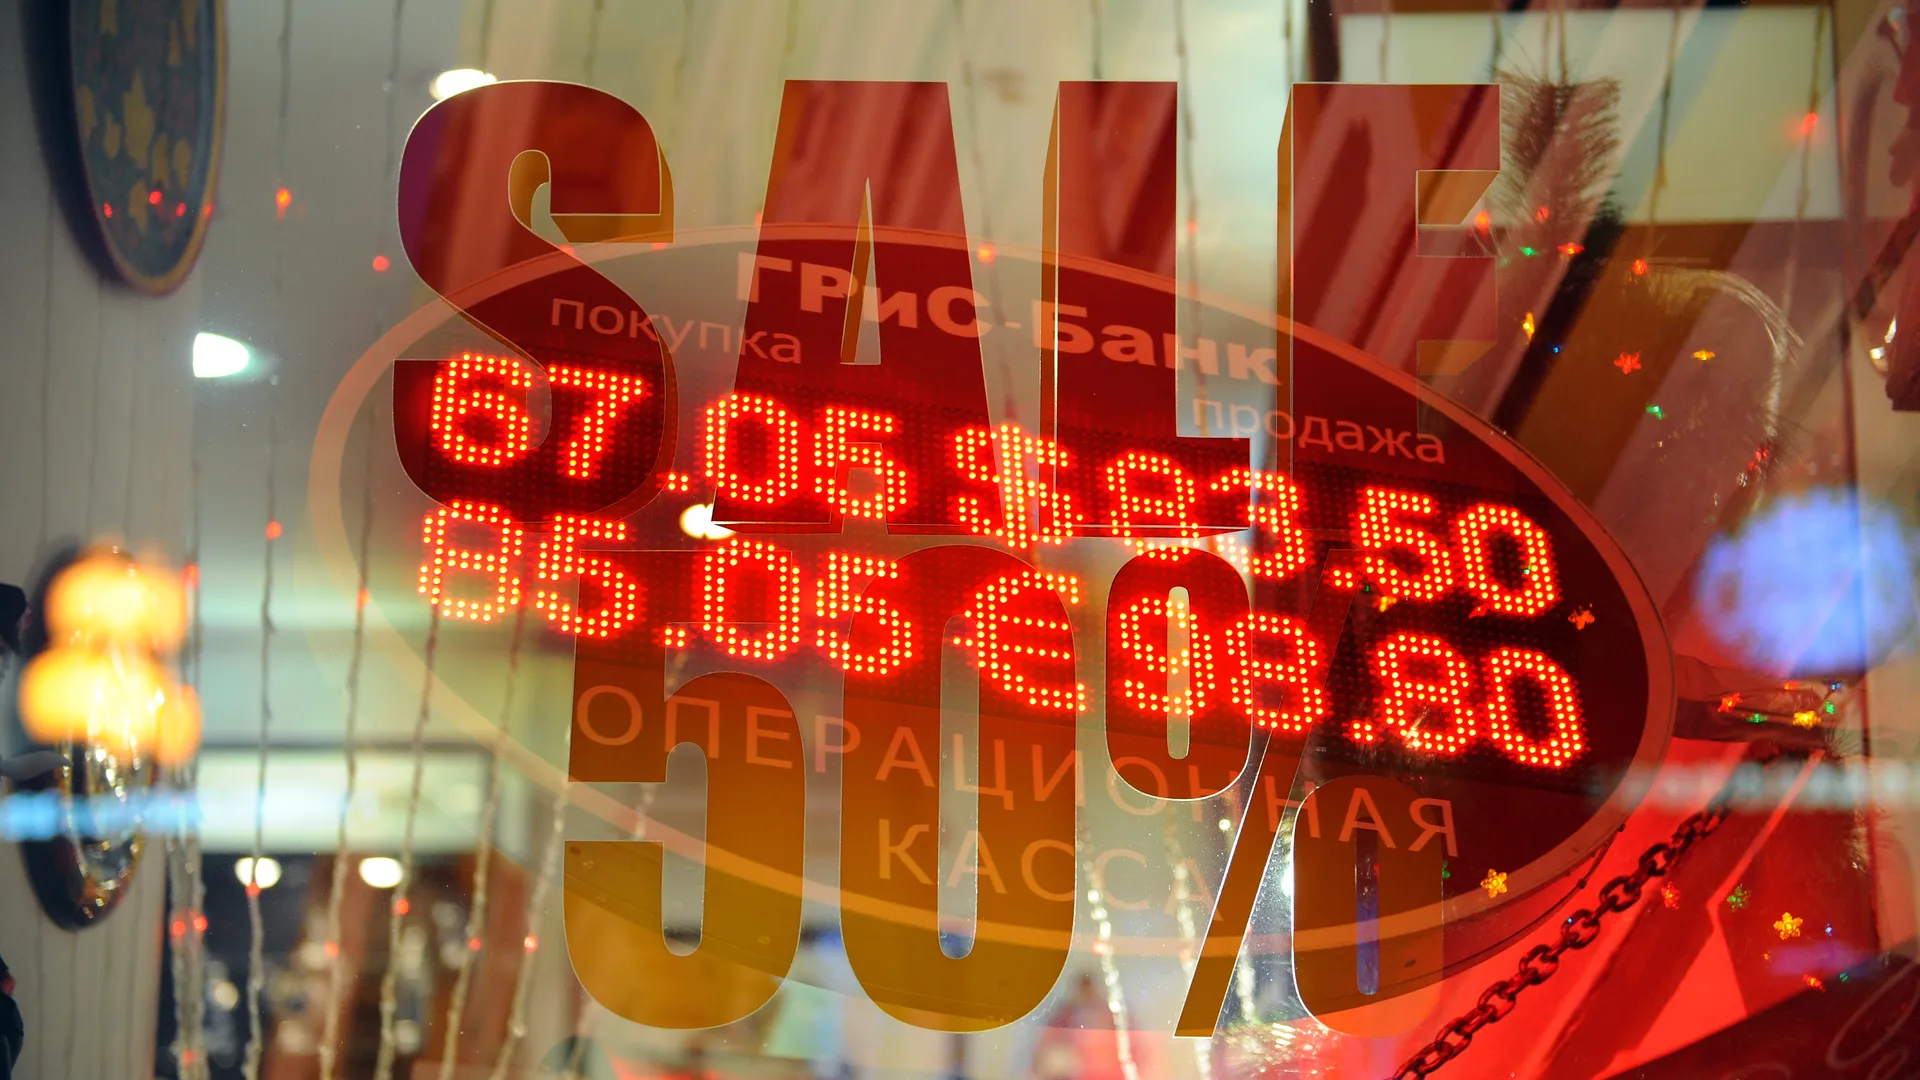 SALE
ГРиС-Банк
покупка
продажа
67.05 $ 83.50
85.05 € 98.80
50%
ОПЕРАЦИОННАЯ
КАССА